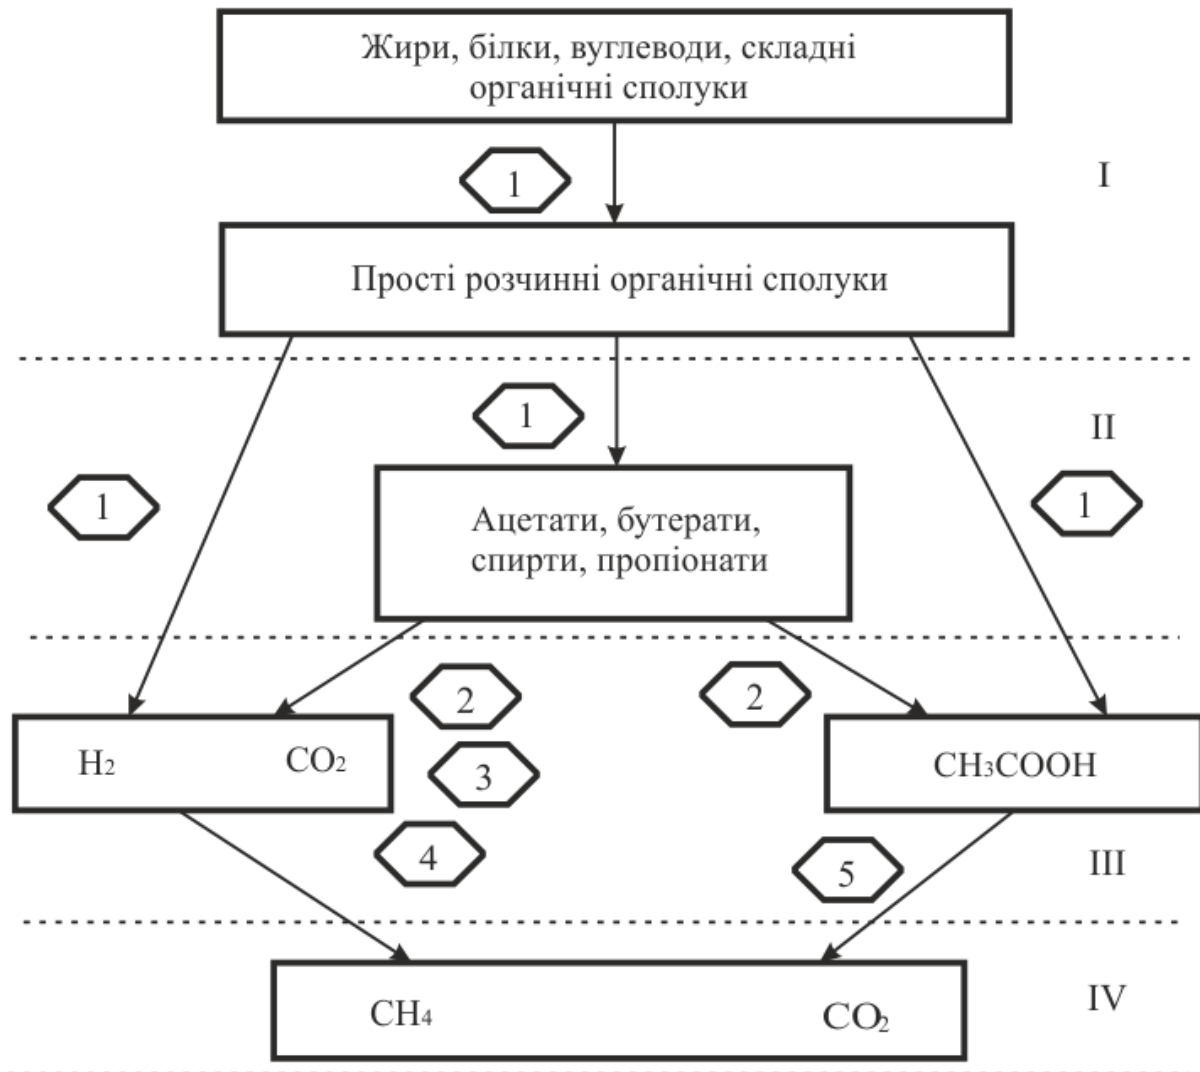 Жири, білки, вуглеводи, складні
органічні сполуки
1
I
Прості розчинні органічні сполуки
1
II
1
1
Ацетати, бутерати,
спирти, пропіонати
2
2
H2 CO2
3
CH3COOH
4
5
III
CH4 CO2
IV